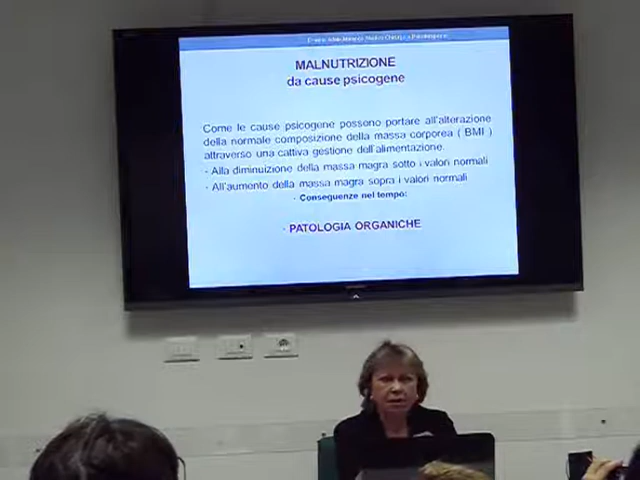 MALNUTRIZIONE
da cause psicogene
Come le cause psicogene possono portare all'alterazione
della normale composizione della massa corporea ( BMI )
attraverso una cattiva gestione dell'alimentazione.
- Alla diminuizione della massa magra sotto i valori normali
- All'aumento della massa magra sopra i valori normali
- Conseguenze nel tempo:
- PATOLOGIA ORGANICHE